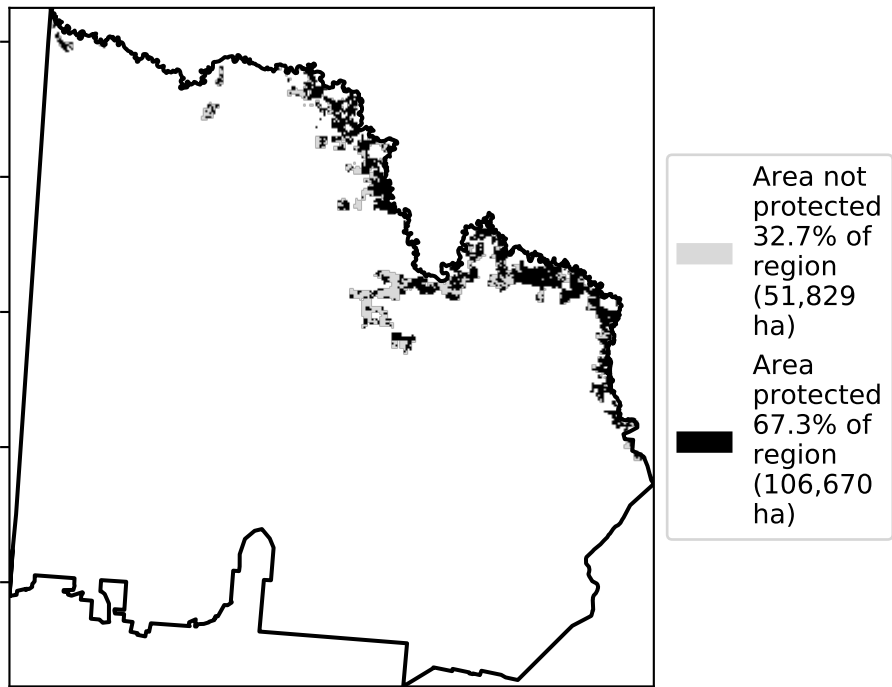 Area not
protected
32.7% of
region
(51,829
ha)
Area
protected
67.3% of
region
(106,670
ha)